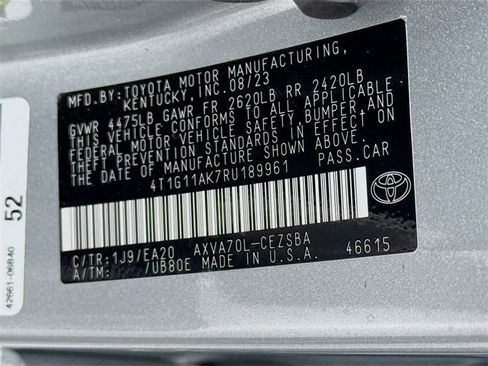 MFD.BY:TOYOTA MOTOR MANUFACTURING,
KENTUCKY, INC. 08/23
GVWR 4475LB GAWR FR 2620LB RR 2420LB
THIS VEHICLE CONFORMS TO ALL APPLICABLE
FEDERAL MOTOR VEHICLE SAFETY, BUMPER, AND
THEFT PREVENTION STANDARDS IN EFFECT ON
THE DATE OF MANUFACTURE SHOWN ABOVE.
4T1G11AK7RU189961 PASS.CAR
C/TR:1J9/EA20 AXVA70L-CEZSBA
A/TM: /UB80E MADE IN U.S.A. 46615
52
42661-06840